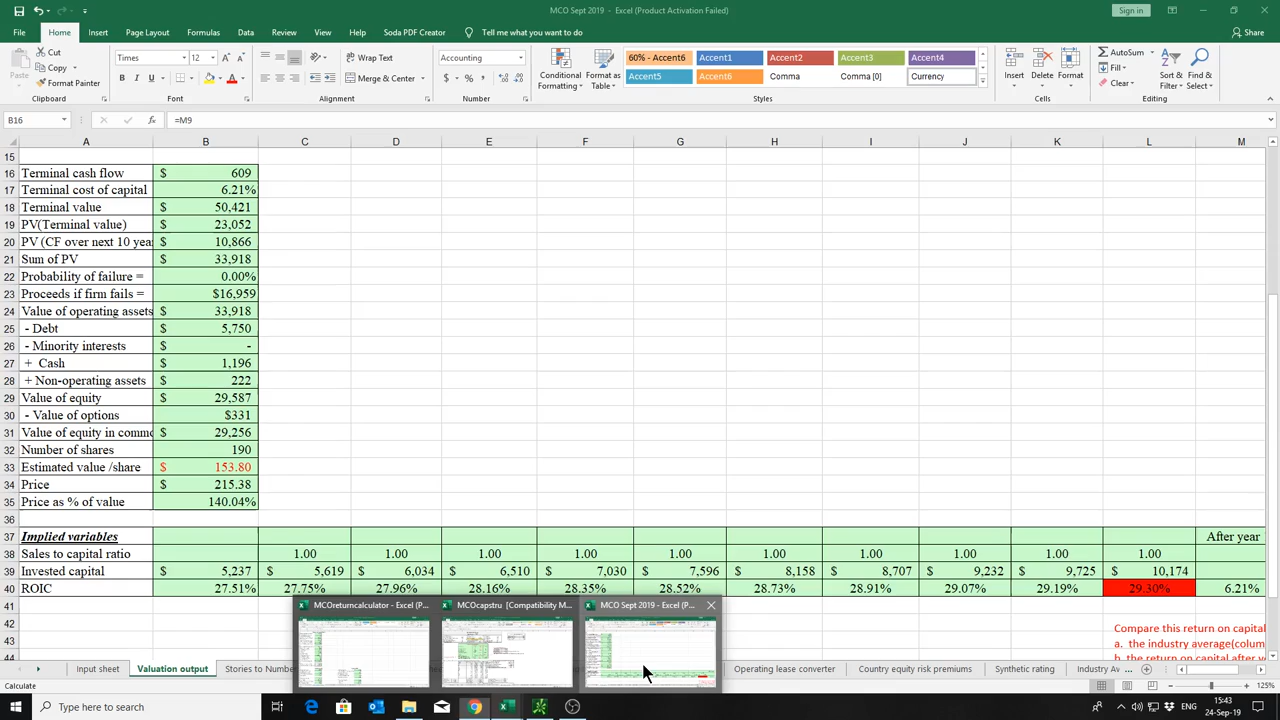 MCO Sept 2019 - Excel (Product Activation Failed)
Sign in
File Home Insert Page Layout Formulas Data Review View Help Soda PDF Creator Tell me what you want to do Share
Cut
Copy
Paste
Format Painter
Times 12
B I U
Wrap Text
Merge & Center
Accounting
$ % ,
Conditional Formatting
Format as Table
60% - Accent6 Accent1 Accent2 Accent3 Accent4
Accent5 Accent6 Comma Comma [0] Currency
Insert Delete Format
AutoSum
Fill
Clear
Sort & Filter
Find & Select
Clipboard Font Alignment Number Styles Cells Editing
B16 fx =M9
A B C D E F G H I J K L M
15
16 Terminal cash flow $ 609
17 Terminal cost of capital 6.21%
18 Terminal value $ 50,421
19 PV(Terminal value) $ 23,052
20 PV (CF over next 10 yea $ 10,866
21 Sum of PV $ 33,918
22 Probability of failure = 0.00%
23 Proceeds if firm fails = $16,959
24 Value of operating assets $ 33,918
25 - Debt $ 5,750
26 - Minority interests $ -
27 + Cash $ 1,196
28 + Non-operating assets $ 222
29 Value of equity $ 29,587
30 - Value of options $331
31 Value of equity in commo $ 29,256
32 Number of shares 190
33 Estimated value /share $ 153.80
34 Price $ 215.38
35 Price as % of value 140.04%
36
37 Implied variables After year
38 Sales to capital ratio 1.00 1.00 1.00 1.00 1.00 1.00 1.00 1.00 1.00 1.00
39 Invested capital $ 5,237 $ 5,619 $ 6,034 $ 6,510 $ 7,030 $ 7,596 $ 8,158 $ 8,707 $ 9,232 $ 9,725 $ 10,174
40 ROIC 27.51% 27.75% 27.96% 28.16% 28.35% 28.52% 28.73% 28.91% 29.07% 29.19% 29.30% 6.21%
41
42
43
44
MCOreturncalculator - Excel (P...
MCOcapstru [Compatibility M...
MCO Sept 2019 - Excel (P...
Compare this return on capital
a. the industry average(colum
b. the return on capital after y
Input sheet Valuation output Stories to Numbe Operating lease converter Country equity risk premiums Synthetic rating Industry Av ...
Calculate
125%
Type here to search
15:43
24-Sep-19